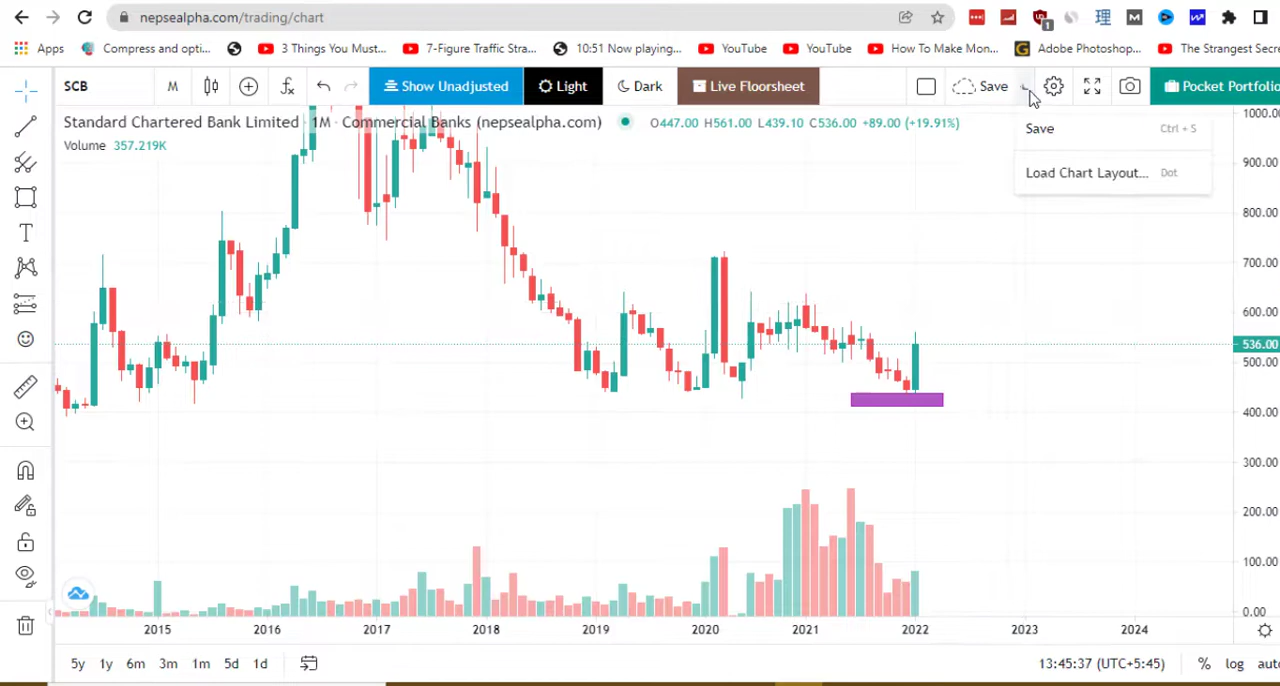 nepsealpha.com/trading/chart
1
Apps Compress and opti... 3 Things You Must... 7-Figure Traffic Stra... 10:51 Now playing... YouTube YouTube How To Make Mon... Adobe Photoshop... The Strangest Secre
SCB M Show Unadjusted Light Dark Live Floorsheet Save Pocket Portfolio
Standard Chartered Bank Limited · 1M · Commercial Banks (nepsealpha.com) O447.00 H561.00 L439.10 C536.00 +89.00 (+19.91%)
Volume 357.219K
Save Ctrl + S
Load Chart Layout... Dot
1000.00
900.00
800.00
700.00
600.00
536.00
500.00
400.00
300.00
200.00
100.00
0.00
2015 2016 2017 2018 2019 2020 2021 2022 2023 2024
5y 1y 6m 3m 1m 5d 1d 13:45:37 (UTC+5:45) % log auto